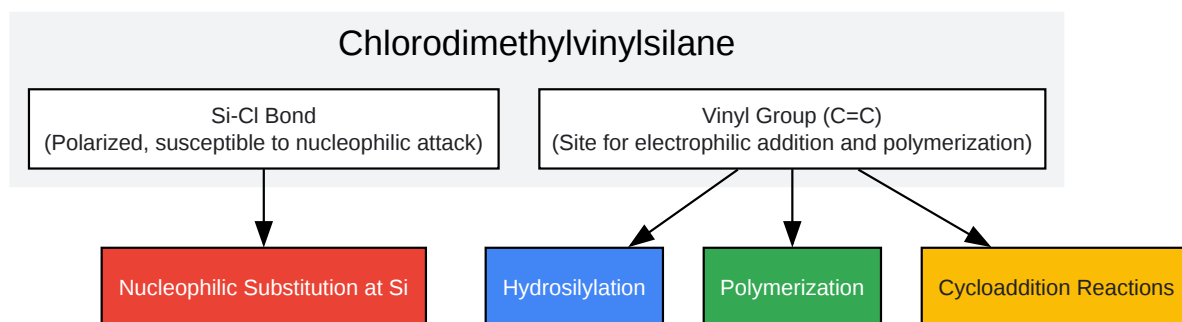 Chlorodimethylvinylsilane
Si-Cl Bond
(Polarized, susceptible to nucleophilic attack)
Vinyl Group (C=C)
(Site for electrophilic addition and polymerization)
Nucleophilic Substitution at Si
Hydrosilylation
Polymerization
Cycloaddition Reactions